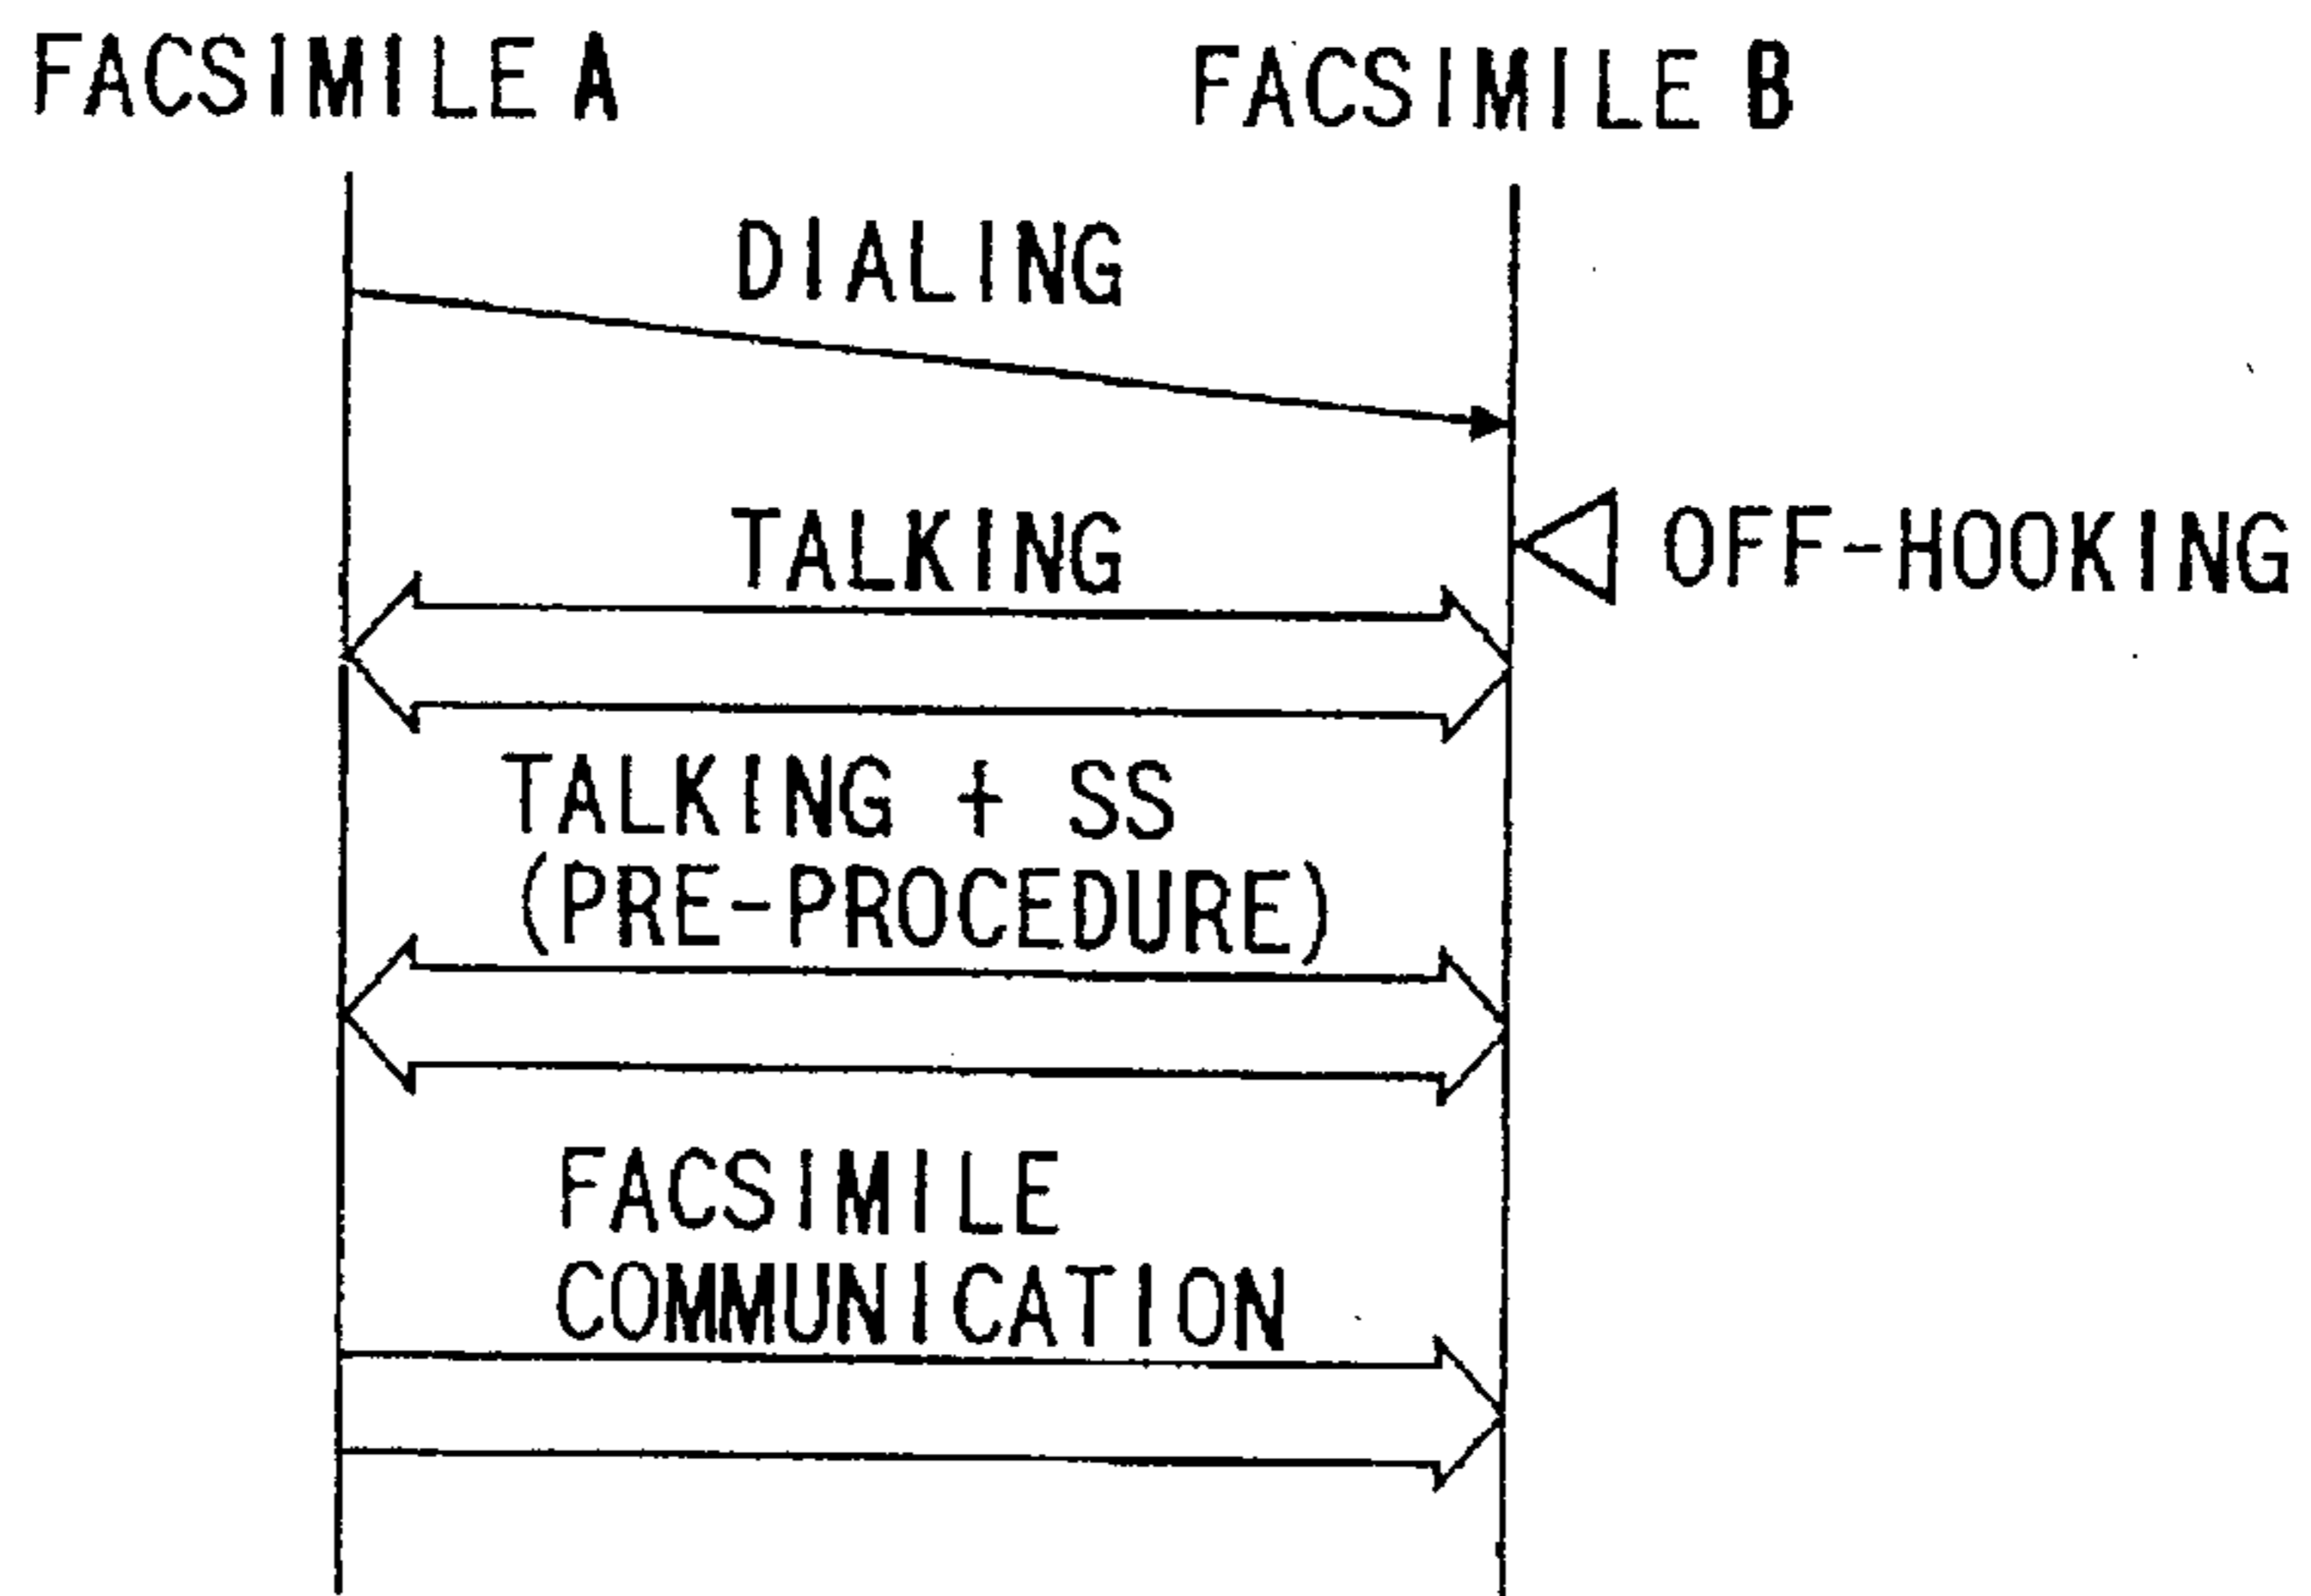 FACSIMILE A
FACSIMILE B
DIALING
TALKING
OFF-HOOKING
TALKING + SS
(PRE-PROCEDURE)
FACSIMILE
COMMUNICATION